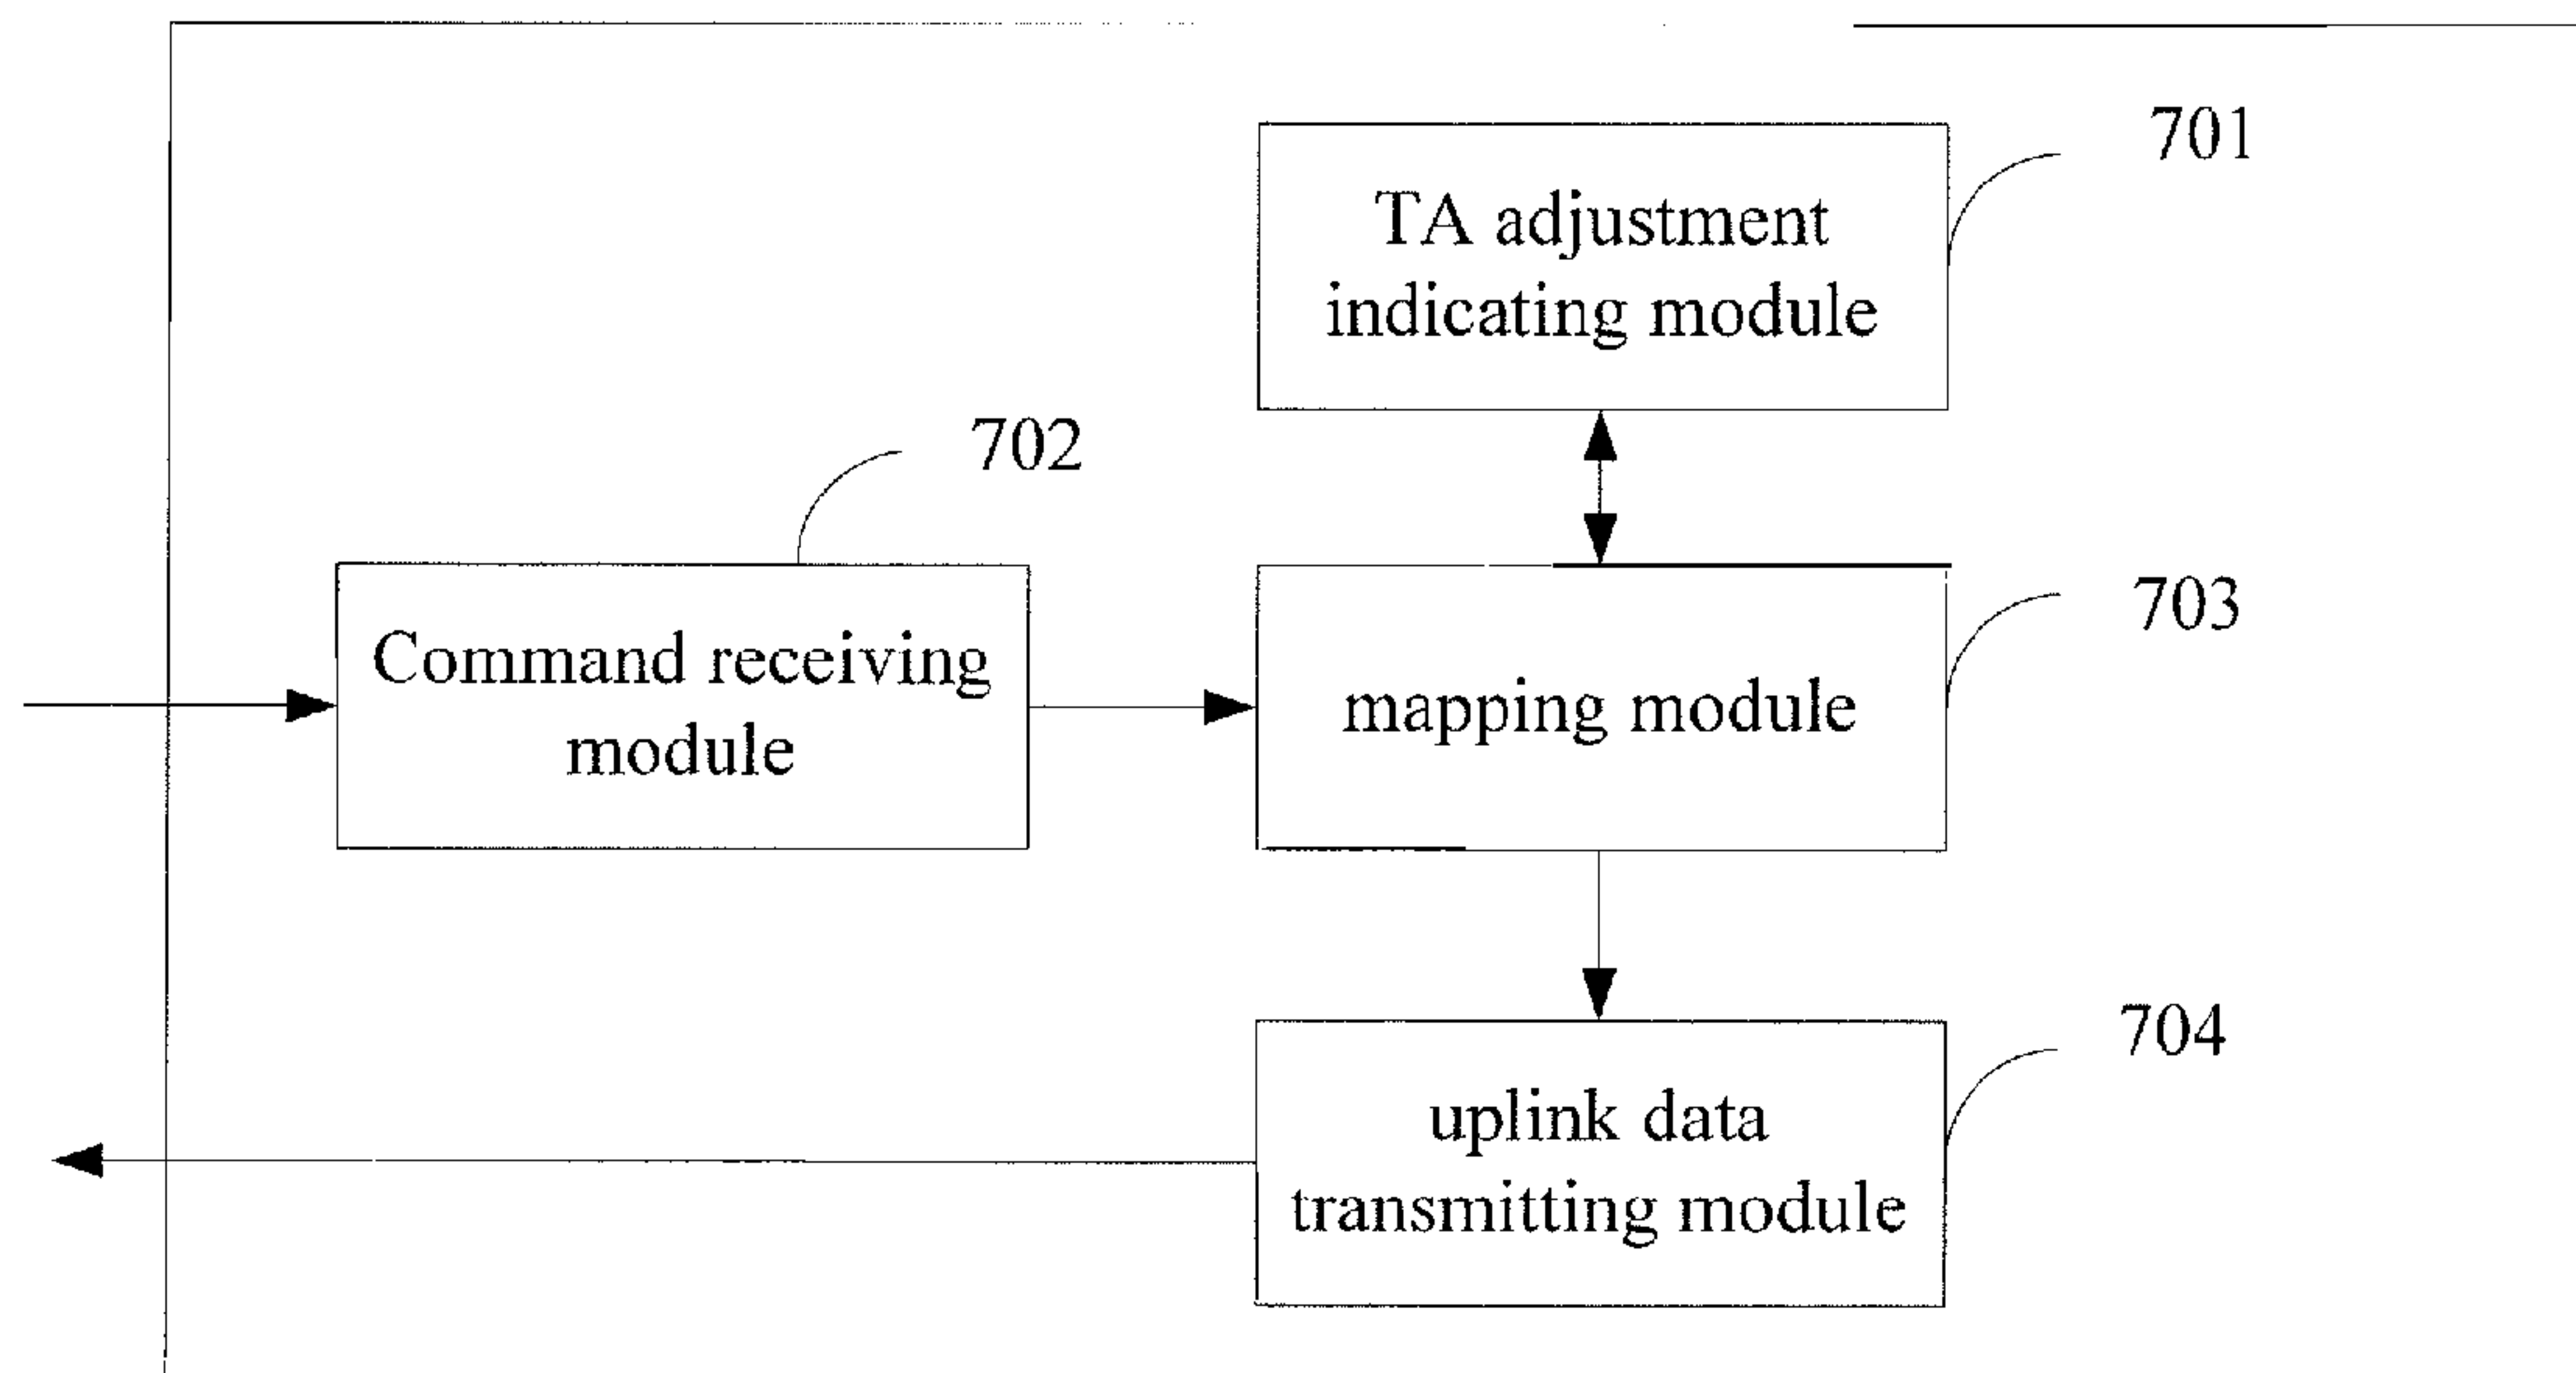 701
TA adjustment
indicating module
702
703
Command receiving
module
mapping module
704
uplink data
transmitting module